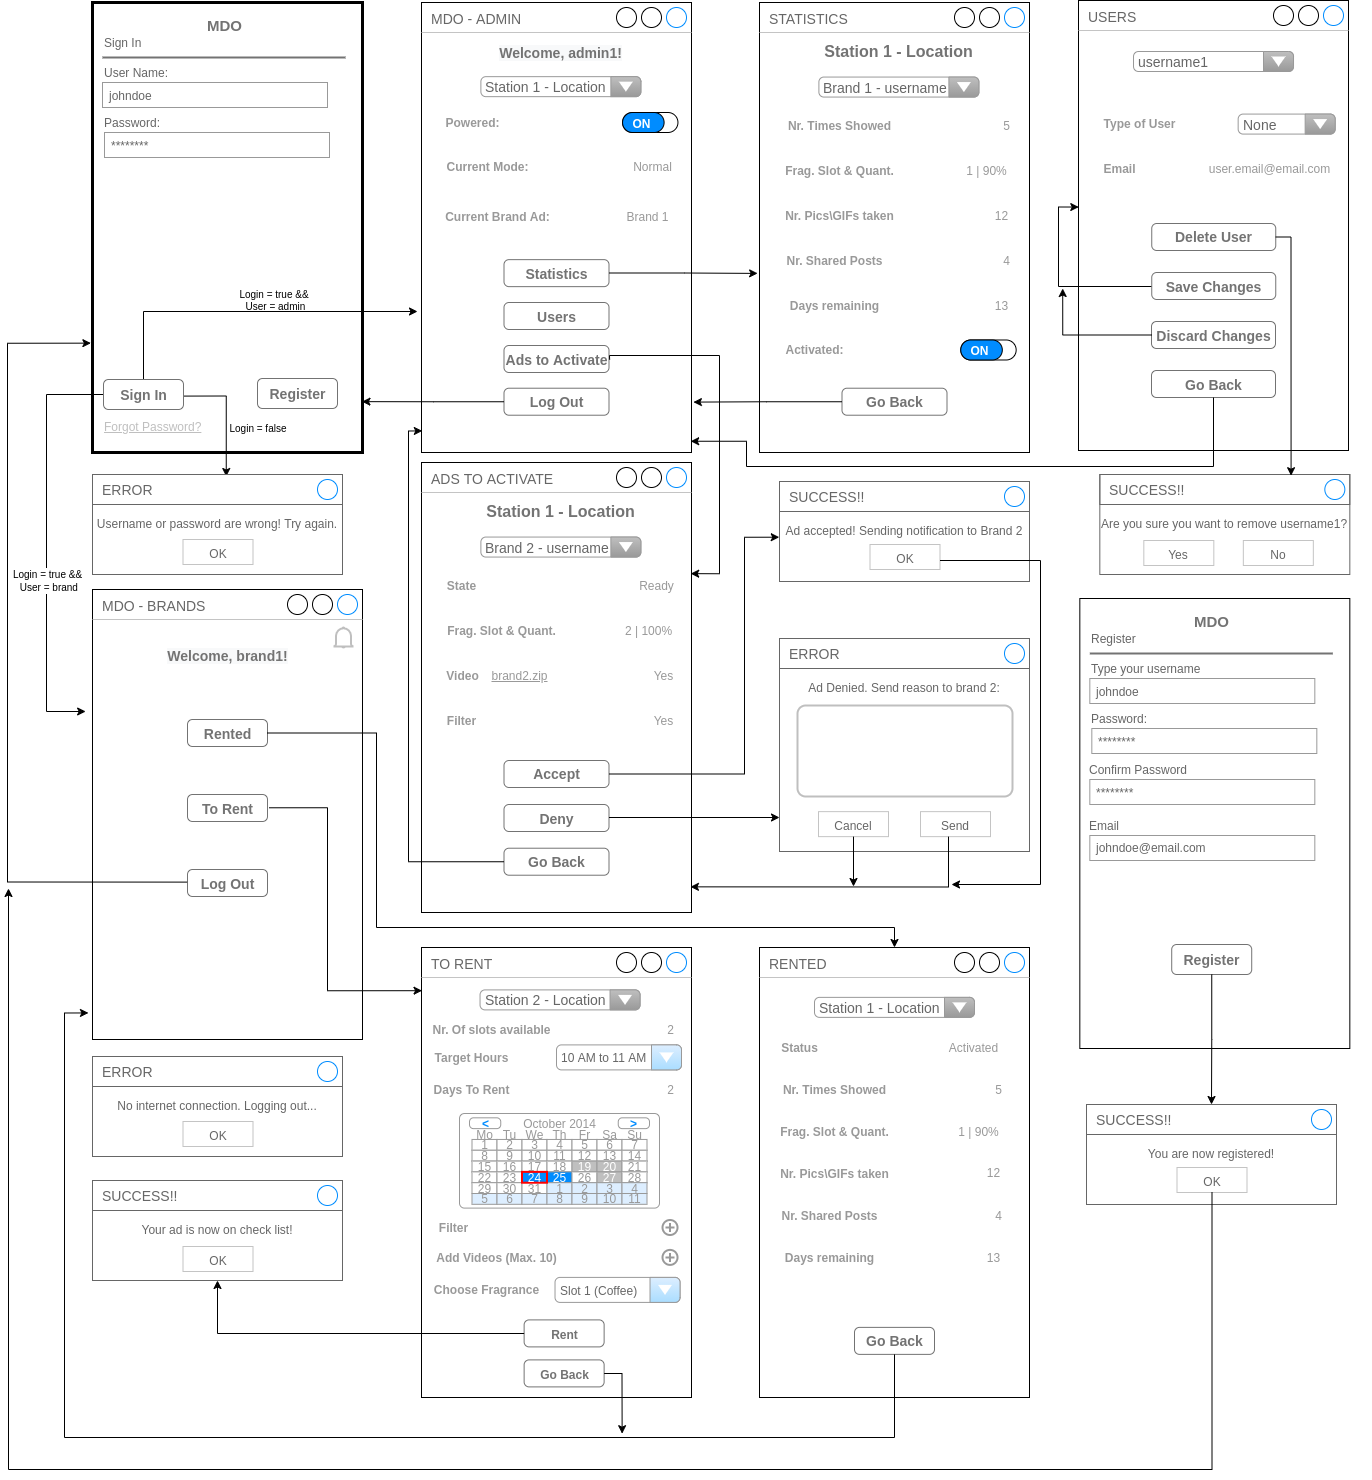 MDO
Sign In
User Name:
johndoe
Password:
********
Login = true &&
User = admin
Sign In
Register
Forgot Password?
Login = false
MDO - ADMIN
Welcome, admin1!
Station 1 - Location
Powered:
ON
Current Mode:
Normal
Current Brand Ad:
Brand 1
Statistics
Users
Ads to Activate
Log Out
STATISTICS
Station 1 - Location
Brand 1 - username
Nr. Times Showed
5
Frag. Slot & Quant.
1 | 90%
Nr. Pics\GIFs taken
12
Nr. Shared Posts
4
Days remaining
13
Activated:
ON
Go Back
USERS
username1
Type of User
None
Email
user.email@email.com
Delete User
Save Changes
Discard Changes
Go Back
ERROR
Username or password are wrong! Try again.
OK
Login = true &&
User = brand
MDO - BRANDS
Welcome, brand1!
Rented
To Rent
Log Out
ADS TO ACTIVATE
Station 1 - Location
Brand 2 - username
State
Ready
Frag. Slot & Quant.
2 | 100%
Video
brand2.zip
Yes
Filter
Yes
Accept
Deny
Go Back
SUCCESS!!
Ad accepted! Sending notification to Brand 2
OK
ERROR
Ad Denied. Send reason to brand 2:
Cancel
Send
SUCCESS!!
Are you sure you want to remove username1?
Yes
No
MDO
Register
Type your username
johndoe
Password:
********
Confirm Password
********
Email
johndoe@email.com
Register
ERROR
No internet connection. Logging out...
OK
SUCCESS!!
Your ad is now on check list!
OK
TO RENT
Station 2 - Location
Nr. Of slots available
2
Target Hours
10 AM to 11 AM
Days To Rent
2
< October 2014 >
Mo Tu We Th Fr Sa Su
1 2 3 4 5 6 7
8 9 10 11 12 13 14
15 16 17 18 19 20 21
22 23 24 25 26 27 28
29 30 31 1 2 3 4
5 6 7 8 9 10 11
Filter
Add Videos (Max. 10)
Choose Fragrance
Slot 1 (Coffee)
Rent
Go Back
RENTED
Station 1 - Location
Status
Activated
Nr. Times Showed
5
Frag. Slot & Quant.
1 | 90%
Nr. Pics\GIFs taken
12
Nr. Shared Posts
4
Days remaining
13
Go Back
SUCCESS!!
You are now registered!
OK